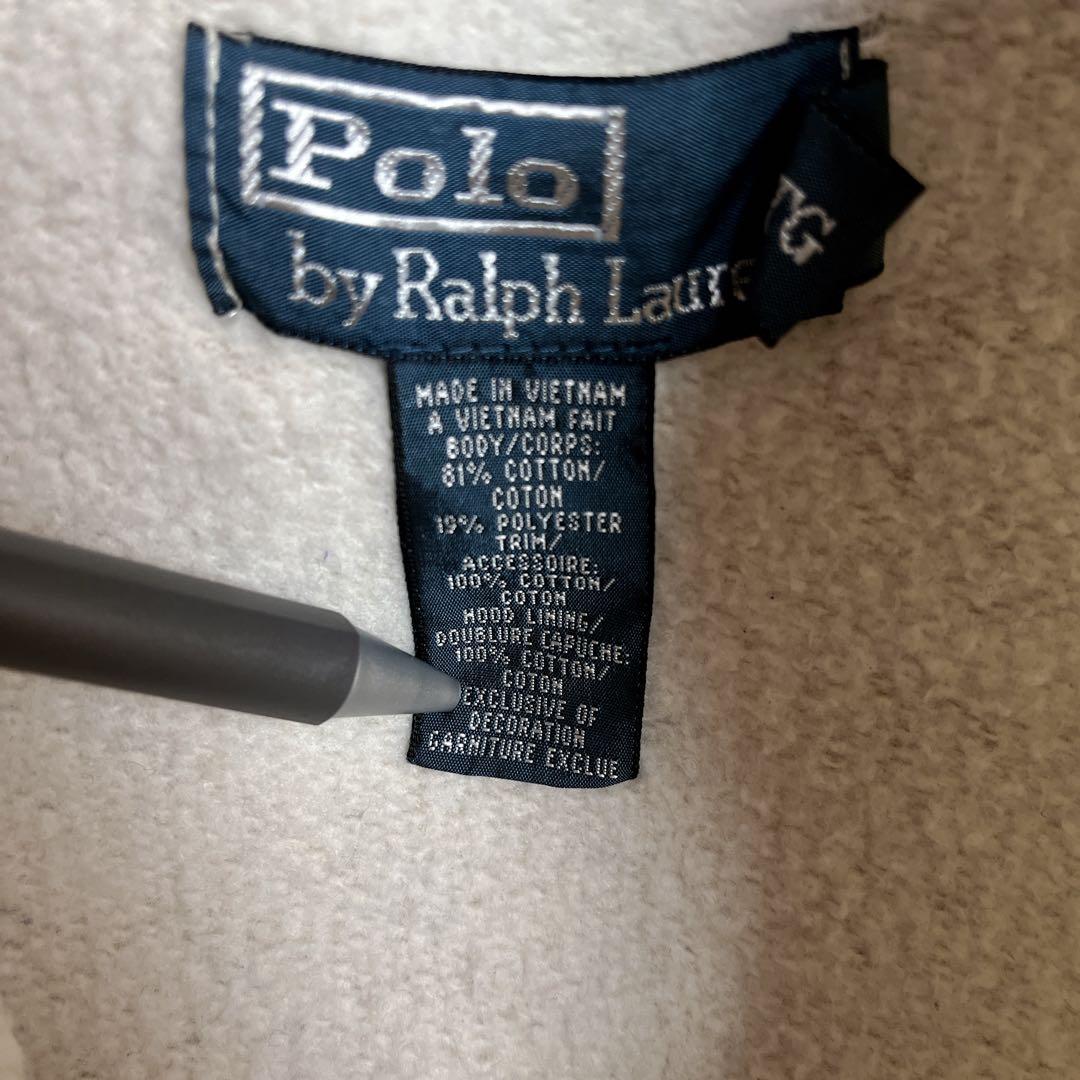 Polo
by Ralph Laure
TG
MADE IN VIETNAM
A VIETNAM FAIT
BODY/CORPS:
81% COTTON/
COTON
19% POLYESTER
TRIM/
ACCESSOIRE:
100% COTTON/
COTON
HOOD LINING/
DOUBLURE CAPUCHE:
100% COTTON/
COTON
EXCLUSIVE OF
DECORATION
GARNITURE EXCLUE